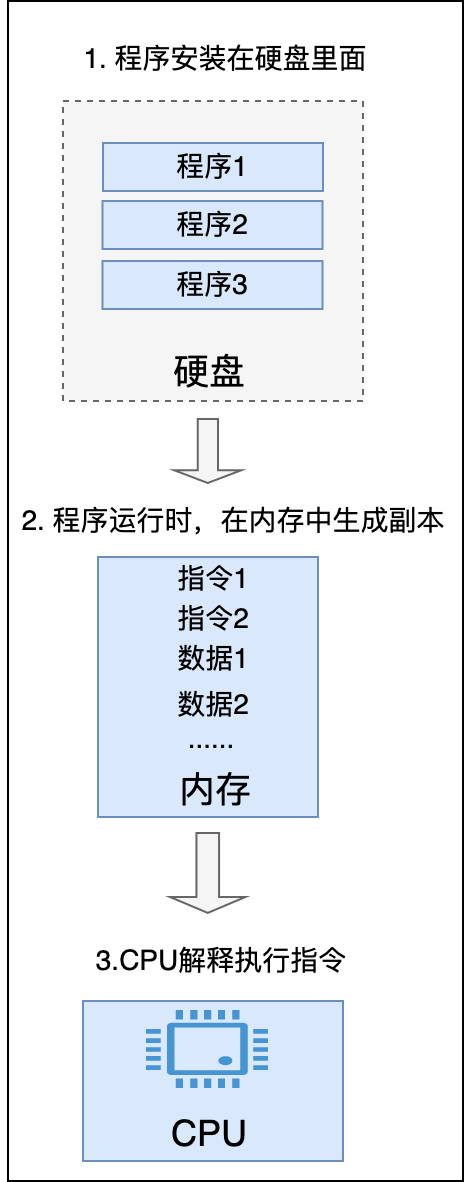 1. 程序安装在硬盘里面
程序1
程序2
程序3
硬盘
2. 程序运行时，在内存中生成副本
指令1
指令2
数据1
数据2
......
内存
3.CPU解释执行指令
CPU